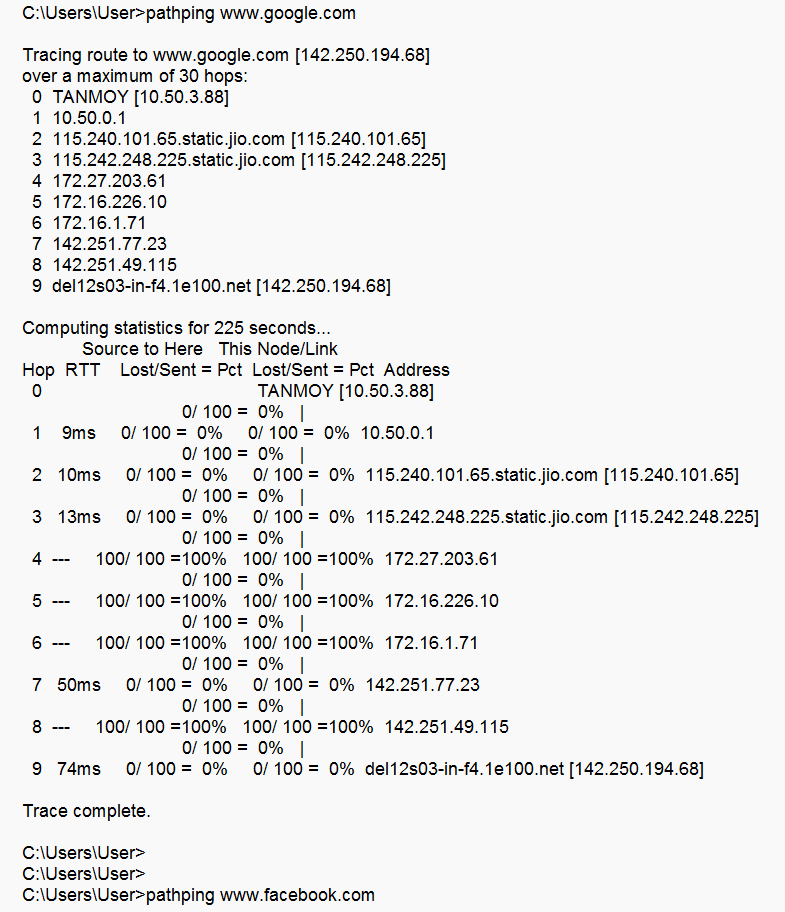 C:\Users\User>pathping www.google.com
Tracing route to www.google.com [142.250.194.68]
over a maximum of 30 hops:
0 TANMOY [10.50.3.88]
1 10.50.0.1
2 115.240.101.65.static.jio.com [115.240.101.65]
3 115.242.248.225.static.jio.com [115.242.248.225]
4 172.27.203.61
5 172.16.226.10
6 172.16.1.71
7 142.251.77.23
8 142.251.49.115
9 del12s03-in-f4.1e100.net [142.250.194.68]
Computing statistics for 225 seconds...
Source to Here This Node/Link
Hop RTT Lost/Sent = Pct Lost/Sent = Pct Address
0 TANMOY [10.50.3.88]
0/ 100 = 0% |
1 9ms 0/ 100 = 0% 0/ 100 = 0% 10.50.0.1
0/ 100 = 0% |
2 10ms 0/ 100 = 0% 0/ 100 = 0% 115.240.101.65.static.jio.com [115.240.101.65]
0/ 100 = 0% |
3 13ms 0/ 100 = 0% 0/ 100 = 0% 115.242.248.225.static.jio.com [115.242.248.225]
0/ 100 = 0% |
4 --- 100/ 100 =100% 100/ 100 =100% 172.27.203.61
0/ 100 = 0% |
5 --- 100/ 100 =100% 100/ 100 =100% 172.16.226.10
0/ 100 = 0% |
6 --- 100/ 100 =100% 100/ 100 =100% 172.16.1.71
0/ 100 = 0% |
7 50ms 0/ 100 = 0% 0/ 100 = 0% 142.251.77.23
0/ 100 = 0% |
8 --- 100/ 100 =100% 100/ 100 =100% 142.251.49.115
0/ 100 = 0% |
9 74ms 0/ 100 = 0% 0/ 100 = 0% del12s03-in-f4.1e100.net [142.250.194.68]
Trace complete.
C:\Users\User>
C:\Users\User>
C:\Users\User>pathping www.facebook.com